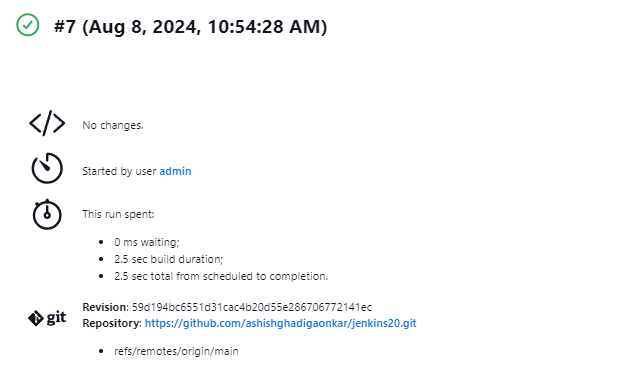 #7 (Aug 8, 2024, 10:54:28 AM)
No changes.
Started by user admin
This run spent:
0 ms waiting;
2.5 sec build duration;
2.5 sec total from scheduled to completion.
git
Revision: 59d194bc6551d31cac4b20d55e286706772141ec
Repository: https://github.com/ashishghadigaonkar/jenkins20.git
refs/remotes/origin/main